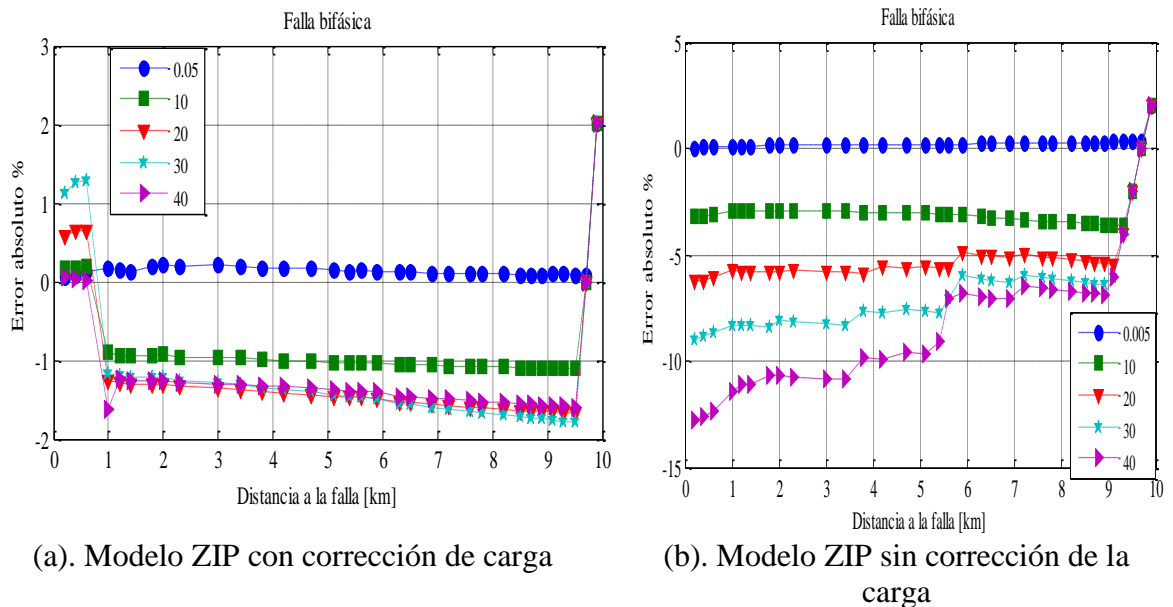 Falla bifásica
3
2
1
0
-1
-2
Error absoluto %
0.05
10
20
30
40
0 1 2 3 4 5 6 7 8 9 10
Distancia a la falla [km]
(a). Modelo ZIP con corrección de carga
Falla bifásica
5
0
-5
-10
-15
Error absoluto %
0.005
10
20
30
40
0 1 2 3 4 5 6 7 8 9 10
Distancia a la falla [km]
(b). Modelo ZIP sin corrección de la
carga